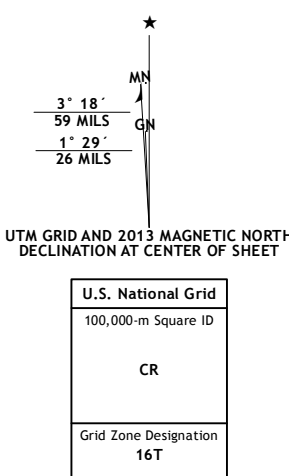 MN
3° 18´
59 MILS
GN
1° 29´
26 MILS
UTM GRID AND 2013 MAGNETIC NORTH
DECLINATION AT CENTER OF SHEET
U.S. National Grid
100,000-m Square ID
CR
Grid Zone Designation
16T